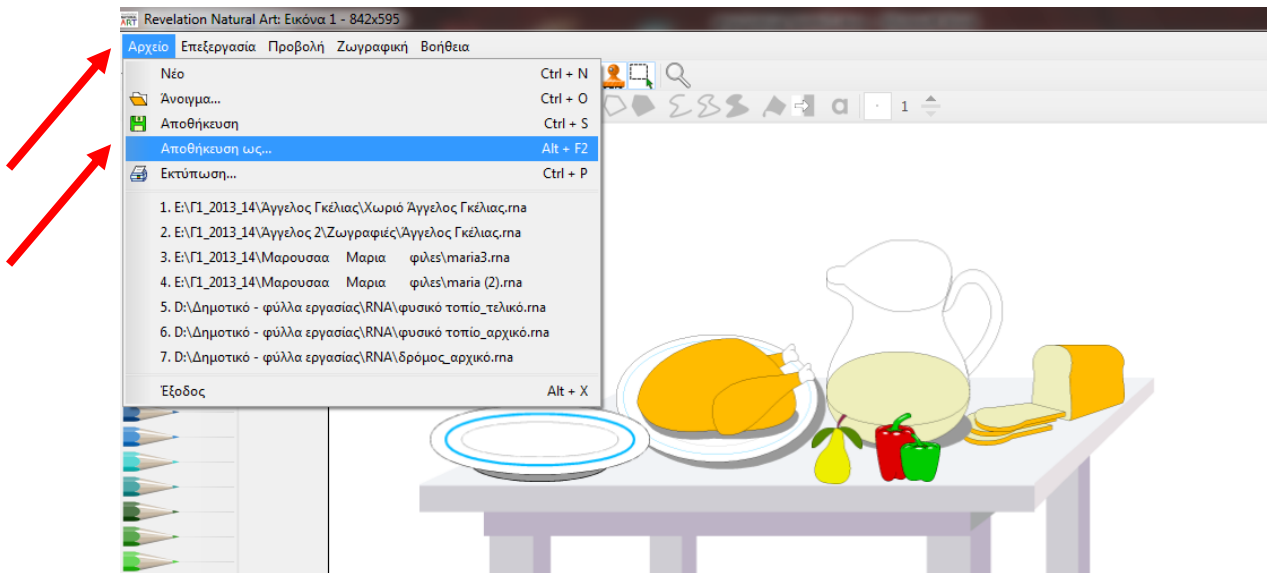 Revelation Natural Art: Εικόνα 1 - 842x595
Αρχείο Επεξεργασία Προβολή Ζωγραφική Βοήθεια
Νέο Ctrl + N
Άνοιγμα... Ctrl + O
Αποθήκευση Ctrl + S
Αποθήκευση ως... Alt + F2
Εκτύπωση... Ctrl + P
a 1
1. E:\Γ1_2013_14\Άγγελος Γκέλιας\Χωριό Άγγελος Γκέλιας.rna
2. E:\Γ1_2013_14\Άγγελος 2\Ζωγραφιές\Άγγελος Γκέλιας.rna
3. E:\Γ1_2013_14\Μαρουσαα Μαρια φιλες\maria3.rna
4. E:\Γ1_2013_14\Μαρουσαα Μαρια φιλες\maria (2).rna
5. D:\Δημοτικό - φύλλα εργασίας\RNA\φυσικό τοπίο_τελικό.rna
6. D:\Δημοτικό - φύλλα εργασίας\RNA\φυσικό τοπίο_αρχικό.rna
7. D:\Δημοτικό - φύλλα εργασίας\RNA\δρόμος_αρχικό.rna
Έξοδος Alt + X